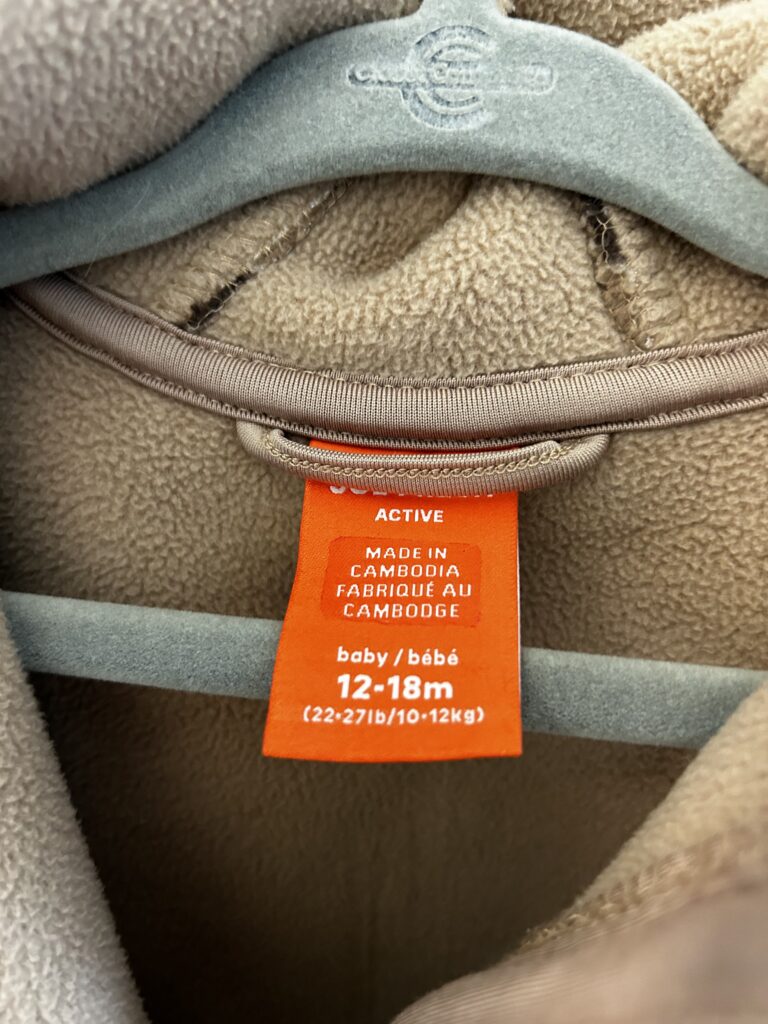 ACTIVE
MADE IN
CAMBODIA
FABRIQUÉ AU
CAMBODGE
baby / bébé
12-18m
(22•27lb/10•12kg)